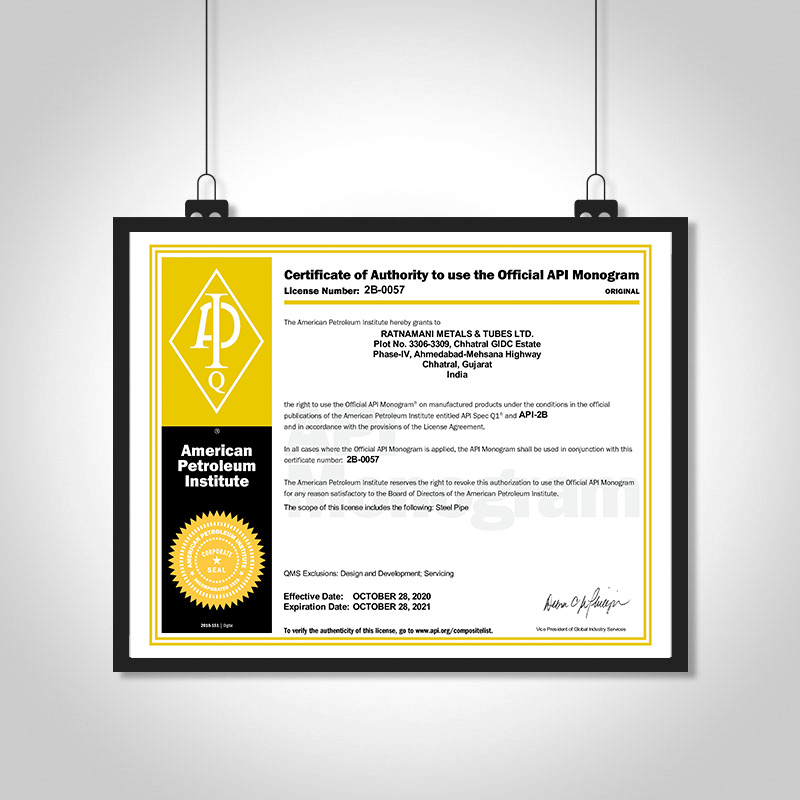 Certificate of Authority to use the Official API Monogram
License Number: 2B-0057
ORIGINAL
The American Petroleum Institute hereby grants to
RATNAMANI METALS & TUBES LTD.
Plot No. 3306-3309, Chhatral GIDC Estate
Phase-IV, Ahmedabad-Mehsana Highway
Chhatral, Gujarat
India
the right to use the Official API Monogram® on manufactured products under the conditions in the official
publications of the American Petroleum Institute entitled API Spec Q1® and API-2B
and in accordance with the provisions of the License Agreement.
In all cases where the Official API Monogram is applied, the API Monogram shall be used in conjunction with this
certificate number: 2B-0057
The American Petroleum Institute reserves the right to revoke this authorization to use the Official API Monogram
for any reason satisfactory to the Board of Directors of the American Petroleum Institute.
The scope of this license includes the following: Steel Pipe
API
Monogram
QMS Exclusions: Design and Development; Servicing
Effective Date: OCTOBER 28, 2020
Expiration Date: OCTOBER 28, 2021
To verify the authenticity of this license, go to www.api.org/compositelist.
Vice President of Global Industry Services
API
Q
®
American
Petroleum
Institute
AMERICAN PETROLEUM INSTITUTE
CORPORATE
SEAL
INCORPORATED 1919
2015-151 | Digital